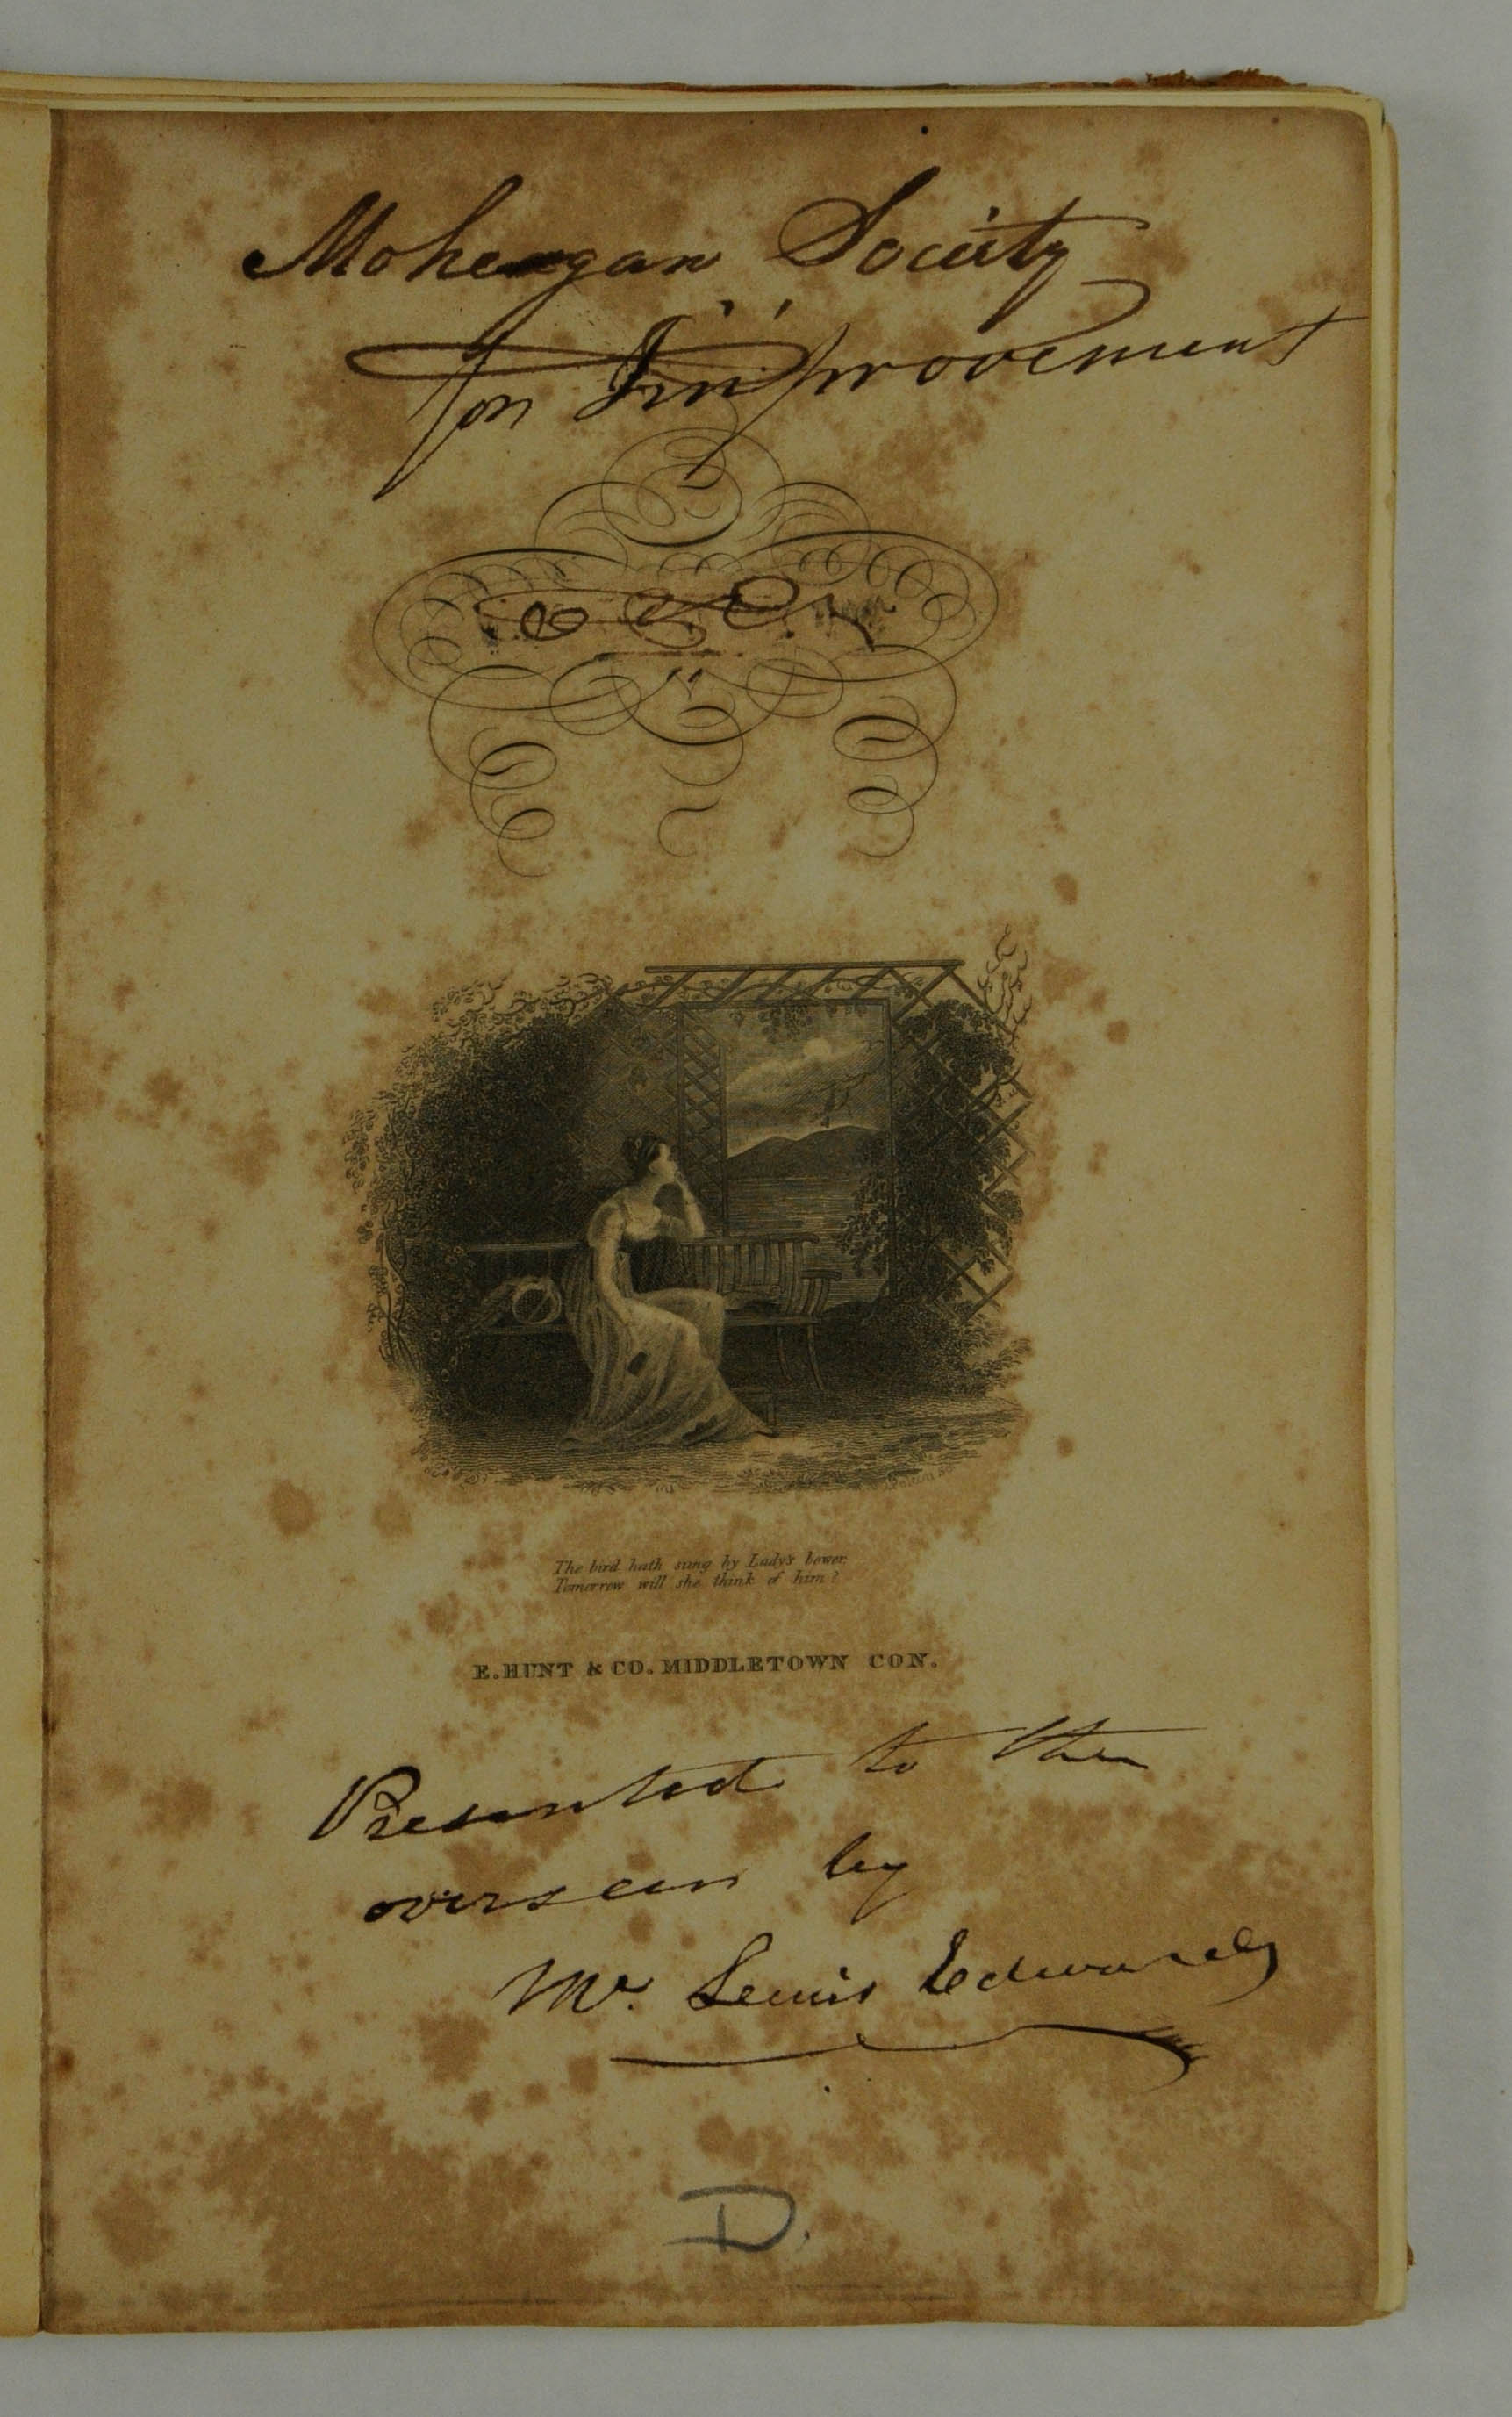 Mohegan Society
for Improvement
The bird hath sung by Lady's bower,
Tomorrow will she think of him?
E. HUNT & CO. MIDDLETOWN CON.
Presented to the
overseer by
Mr. Lewis Edwards
D.